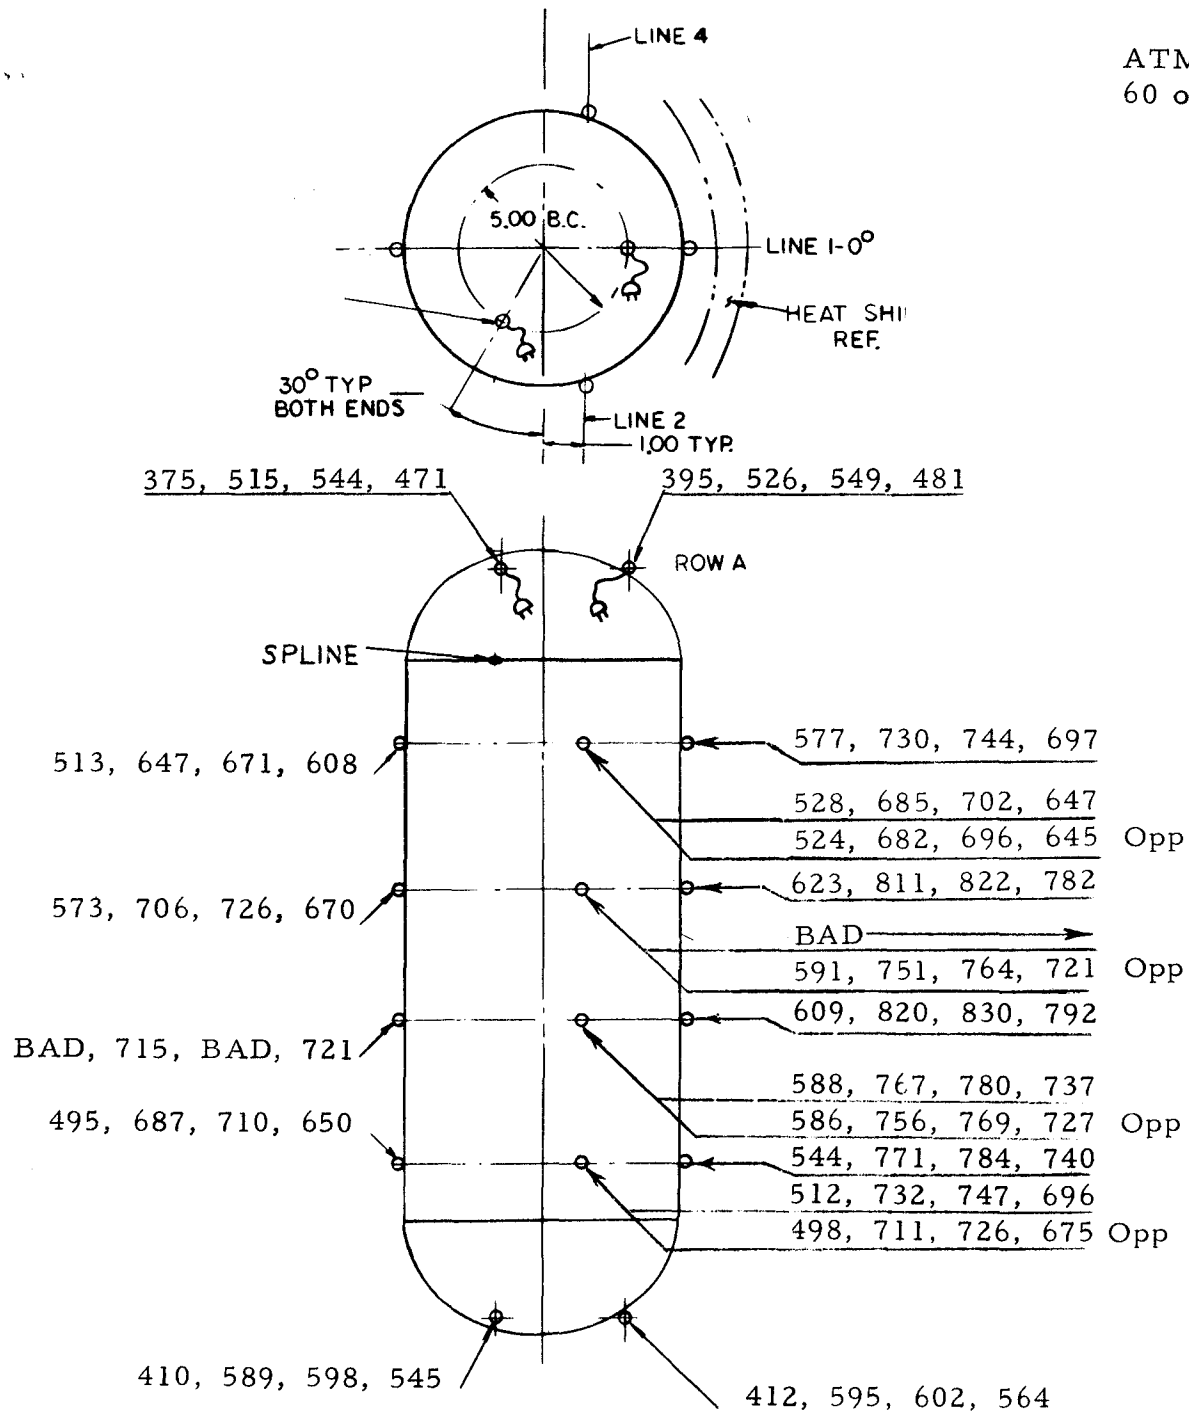 LINE 4
ATM
60 o
5.00 B.C.
LINE 1-0°
HEAT SHI
REF.
30° TYP
BOTH ENDS
LINE 2
1.00 TYP.
375, 515, 544, 471
395, 526, 549, 481
ROW A
SPLINE
577, 730, 744, 697
513, 647, 671, 608
528, 685, 702, 647
524, 682, 696, 645 Opp
623, 811, 822, 782
573, 706, 726, 670
BAD
591, 751, 764, 721 Opp
609, 820, 830, 792
BAD, 715, BAD, 721
588, 767, 780, 737
495, 687, 710, 650
586, 756, 769, 727 Opp
544, 771, 784, 740
512, 732, 747, 696
498, 711, 726, 675 Opp
410, 589, 598, 545
412, 595, 602, 564